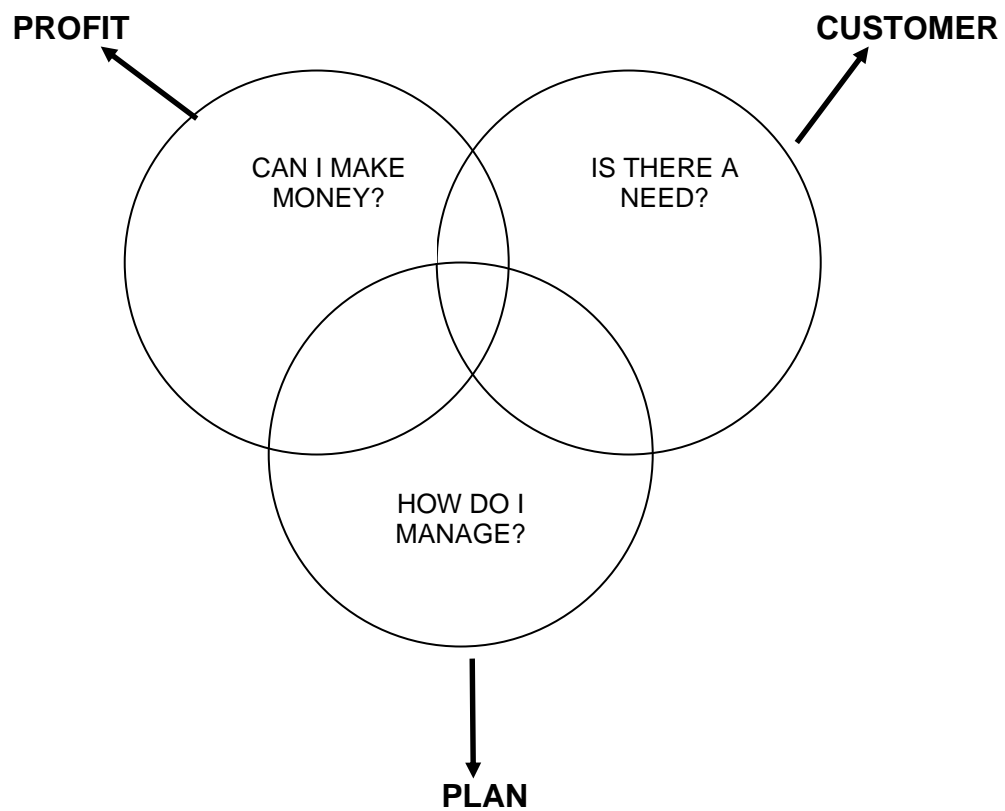 PROFIT
CUSTOMER
CAN I MAKE
MONEY?
IS THERE A
NEED?
HOW DO I
MANAGE?
PLAN